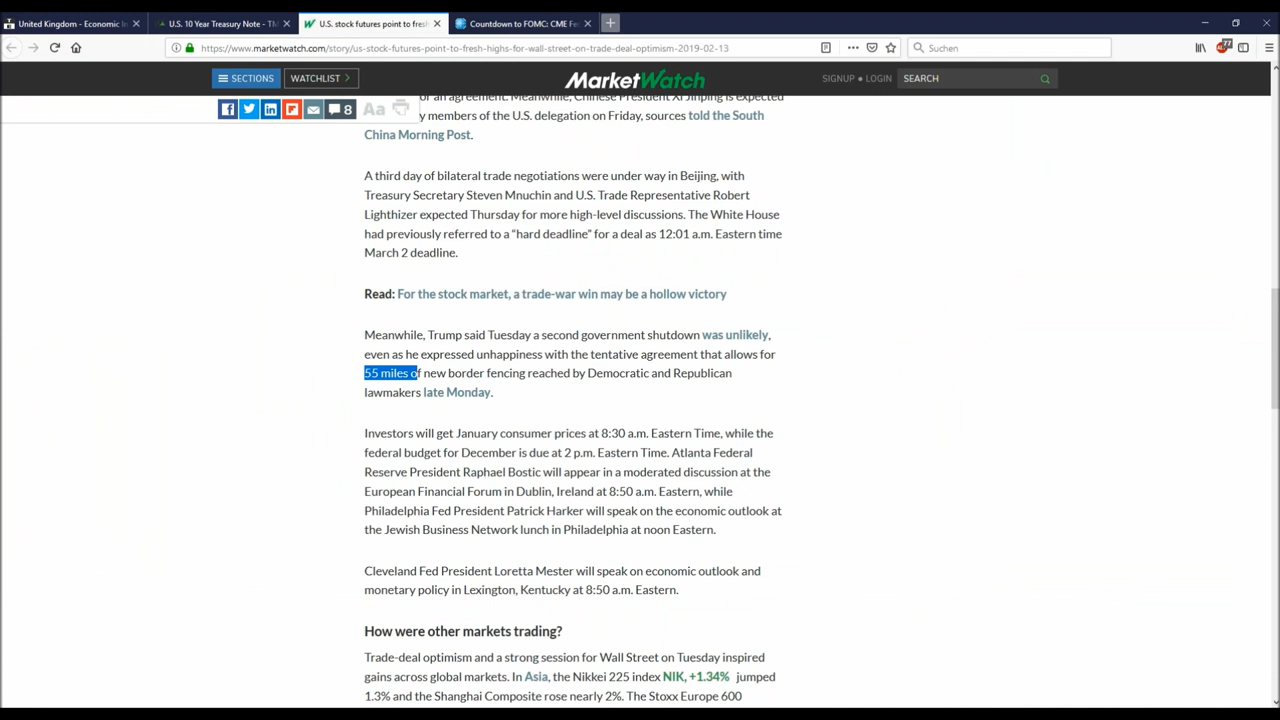 United Kingdom - Economic In
U.S. 10 Year Treasury Note - TM
U.S. stock futures point to fresh
Countdown to FOMC: CME Fe
https://www.marketwatch.com/story/us-stock-futures-point-to-fresh-highs-for-wall-street-on-trade-deal-optimism-2019-02-13
Suchen
77
SECTIONS
WATCHLIST
MarketWatch
SIGNUP • LOGIN
SEARCH
8
Aa
or an agreement. Meanwhile, Chinese President Xi Jinping is expected
y members of the U.S. delegation on Friday, sources told the South
China Morning Post.
A third day of bilateral trade negotiations were under way in Beijing, with
Treasury Secretary Steven Mnuchin and U.S. Trade Representative Robert
Lighthizer expected Thursday for more high-level discussions. The White House
had previously referred to a “hard deadline” for a deal as 12:01 a.m. Eastern time
March 2 deadline.
Read: For the stock market, a trade-war win may be a hollow victory
Meanwhile, Trump said Tuesday a second government shutdown was unlikely,
even as he expressed unhappiness with the tentative agreement that allows for
55 miles of new border fencing reached by Democratic and Republican
lawmakers late Monday.
Investors will get January consumer prices at 8:30 a.m. Eastern Time, while the
federal budget for December is due at 2 p.m. Eastern Time. Atlanta Federal
Reserve President Raphael Bostic will appear in a moderated discussion at the
European Financial Forum in Dublin, Ireland at 8:50 a.m. Eastern, while
Philadelphia Fed President Patrick Harker will speak on the economic outlook at
the Jewish Business Network lunch in Philadelphia at noon Eastern.
Cleveland Fed President Loretta Mester will speak on economic outlook and
monetary policy in Lexington, Kentucky at 8:50 a.m. Eastern.
How were other markets trading?
Trade-deal optimism and a strong session for Wall Street on Tuesday inspired
gains across global markets. In Asia, the Nikkei 225 index NIK, +1.34% jumped
1.3% and the Shanghai Composite rose nearly 2%. The Stoxx Europe 600